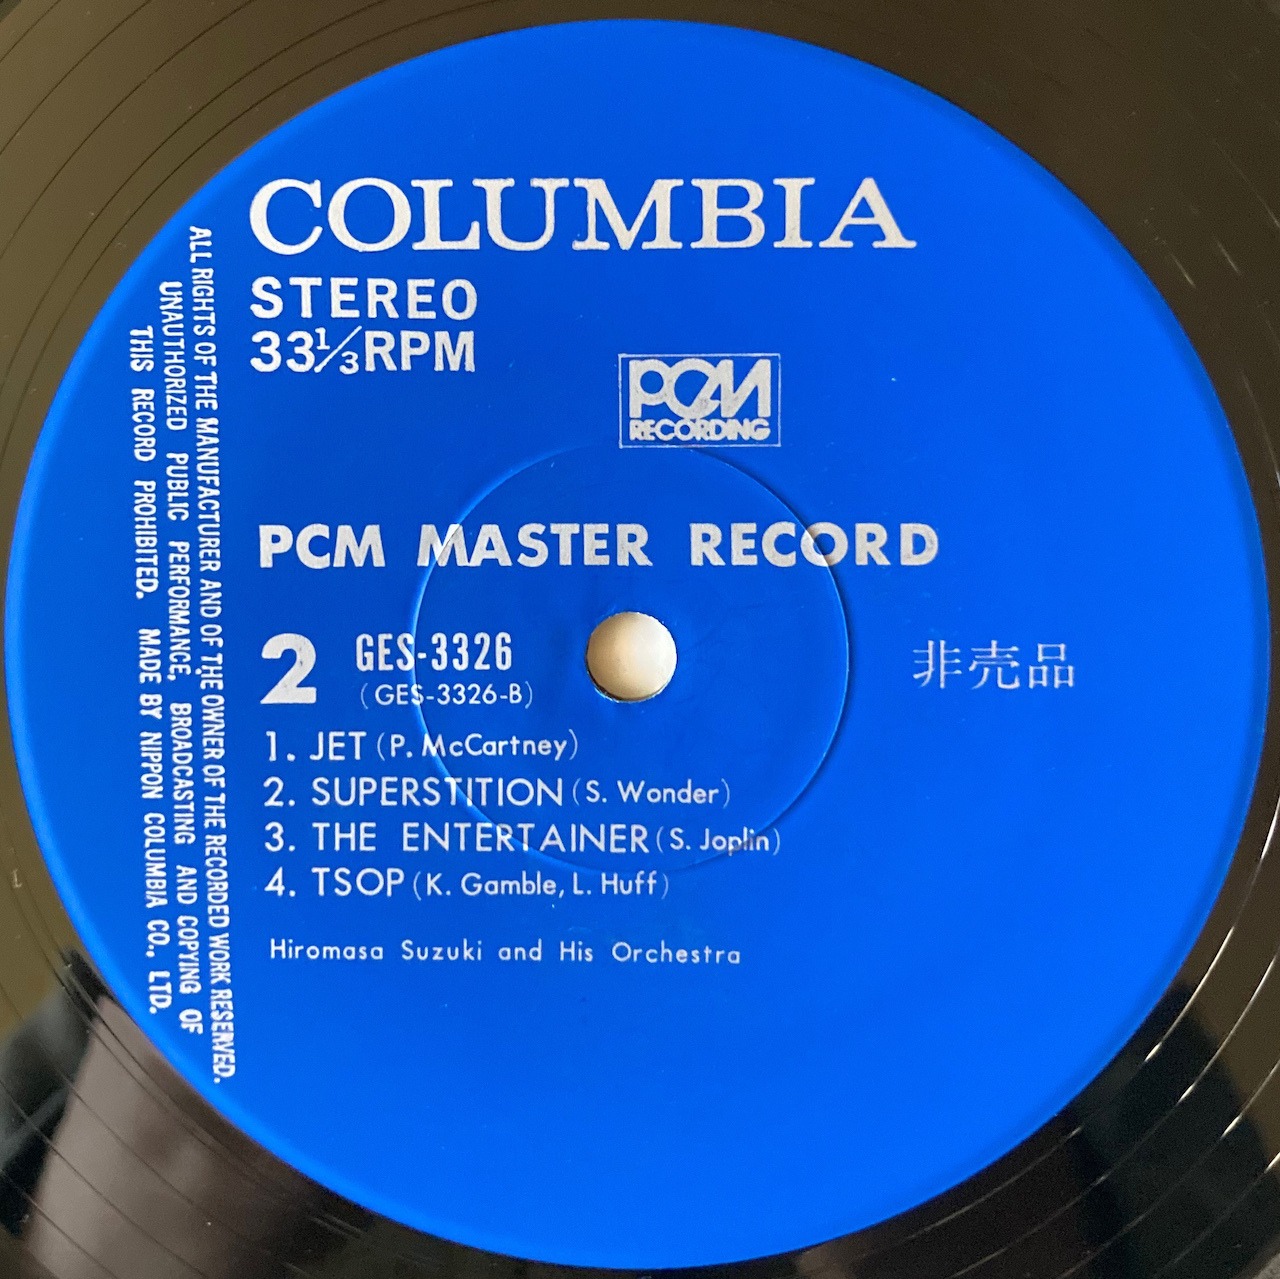 COLUMBIA
STEREO
33⅓RPM
PCM
RECORDING
PCM MASTER RECORD
2 GES-3326
(GES-3326-B)
非売品
1. JET (P. McCartney)
2. SUPERSTITION (S. Wonder)
3. THE ENTERTAINER (S. Joplin)
4. TSOP (K. Gamble, L. Huff)
Hiromasa Suzuki and His Orchestra
ALL RIGHTS OF THE MANUFACTURER AND OF THE OWNER OF THE RECORDED WORK RESERVED.
UNAUTHORIZED PUBLIC PERFORMANCE, BROADCASTING AND COPYING OF
THIS RECORD PROHIBITED. MADE BY NIPPON COLUMBIA CO., LTD.